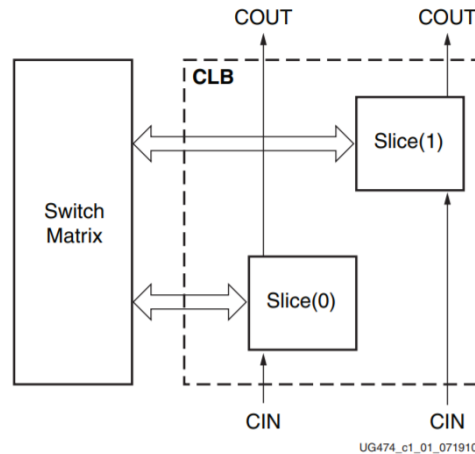 COUT
COUT
CLB
Slice(1)
Switch
Matrix
Slice(0)
CIN
CIN
UG474_c1_01_071910